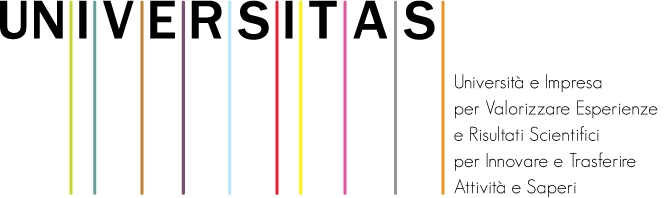 UNIVERSITAS
Università e Impresa
per Valorizzare Esperienze
e Risultati Scientifici
per Innovare e Trasferire
Attività e Saperi